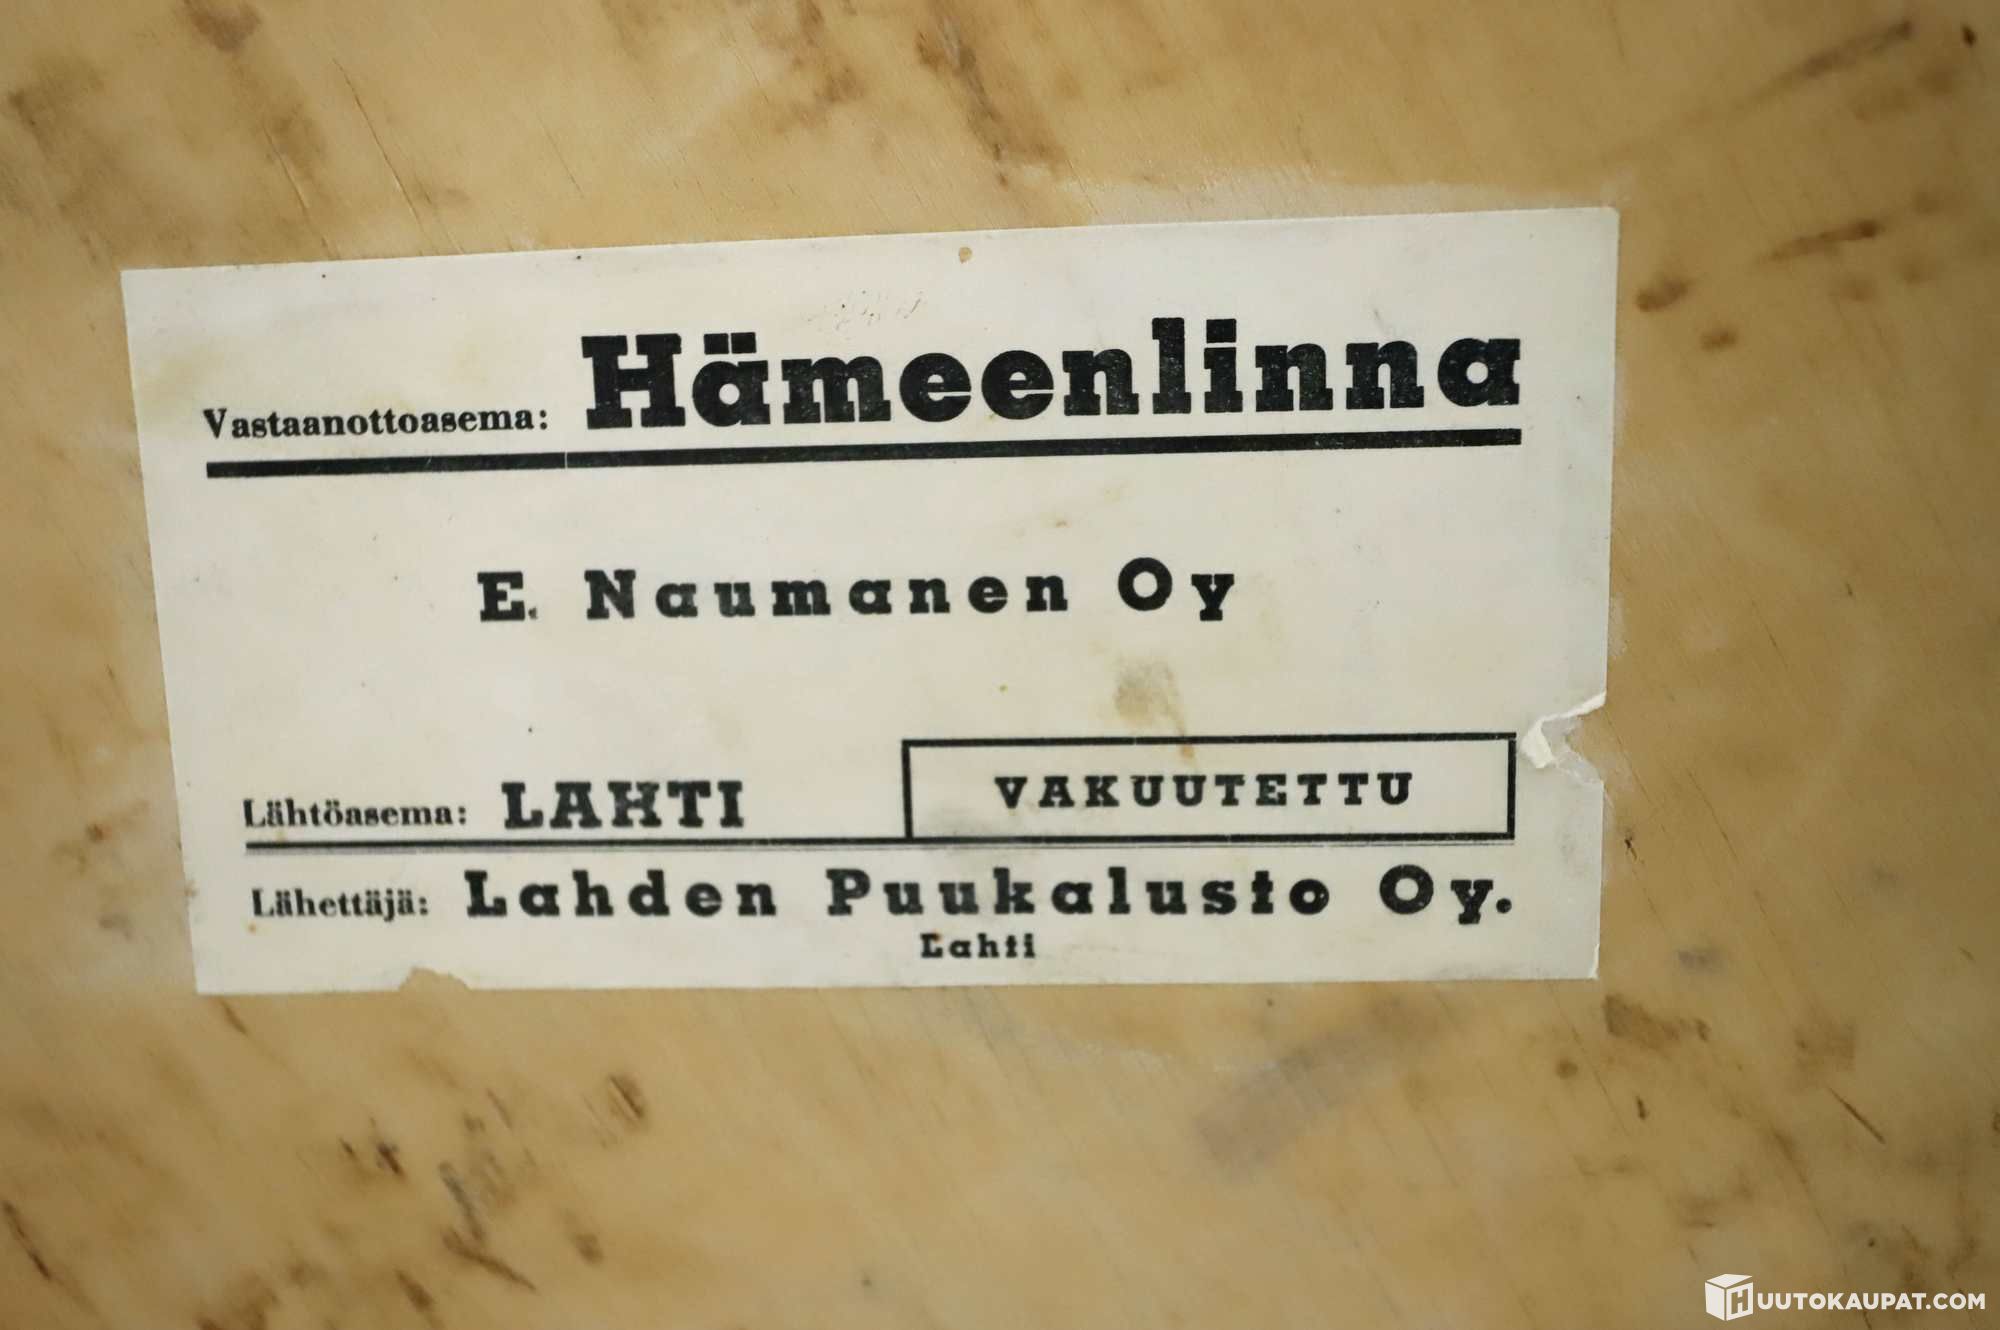 Vastaanottoasema: Hämeenlinna
E. Naumanen Oy
Lähtöasema: LAHTI VAKUUTETTU
Lähettäjä: Lahden Puukalusto Oy.
Lahti
HUUTOKAUPAT.COM